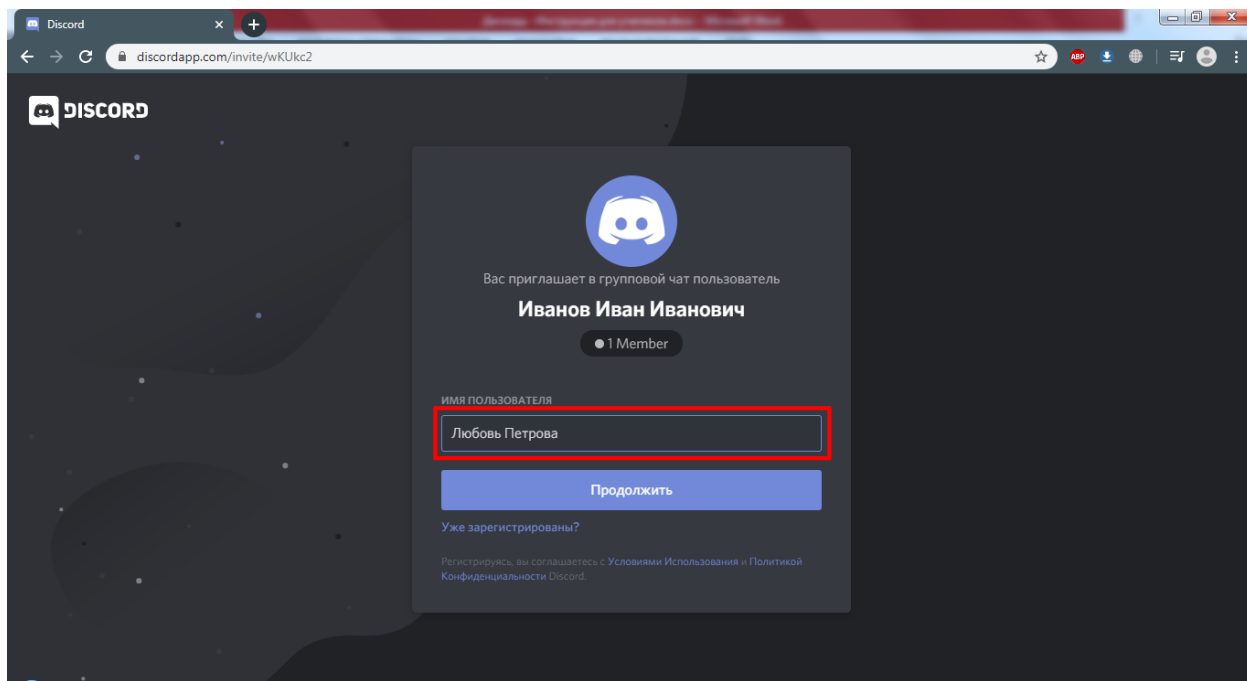 Discord
discordapp.com/invite/wKUkc2
ABP
DISCORD
Вас приглашает в групповой чат пользователь
Иванов Иван Иванович
1 Member
ИМЯ ПОЛЬЗОВАТЕЛЯ
Любовь Петрова
Продолжить
Уже зарегистрированы?
Регистрируясь, вы соглашаетесь с Условиями Использования и Политикой
Конфиденциальности Discord.